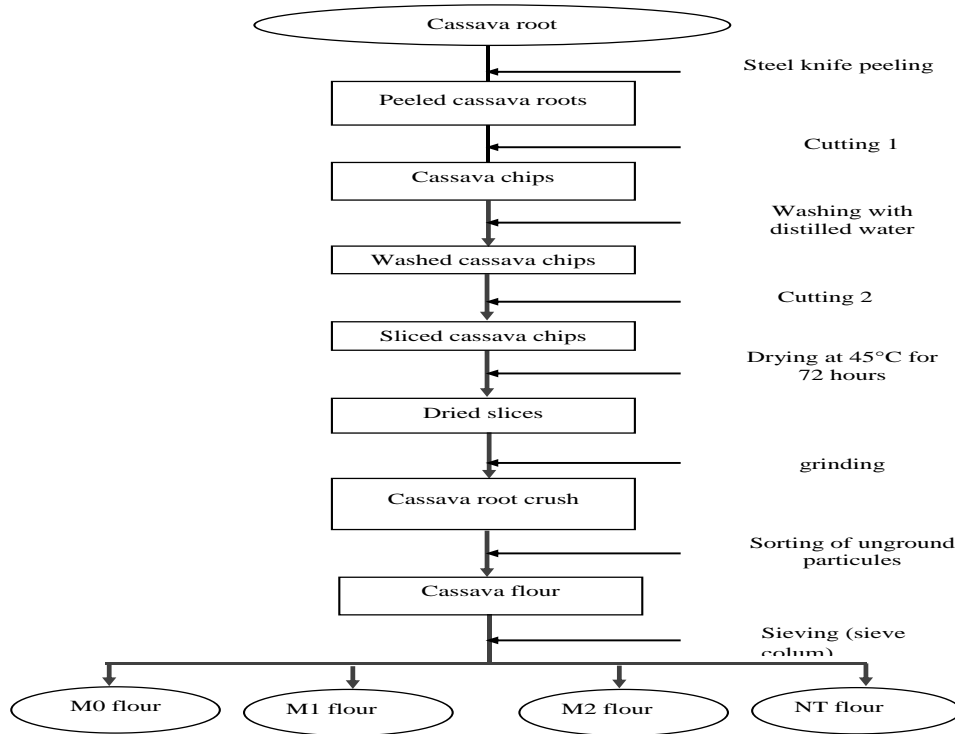 Cassava root
Steel knife peeling
Peeled cassava roots
Cutting 1
Cassava chips
Washing with
distilled water
Washed cassava chips
Cutting 2
Sliced cassava chips
Drying at 45°C for
72 hours
Dried slices
grinding
Cassava root crush
Sorting of unground
particules
Cassava flour
Sieving (sieve
colum)
M0 flour
M1 flour
M2 flour
NT flour